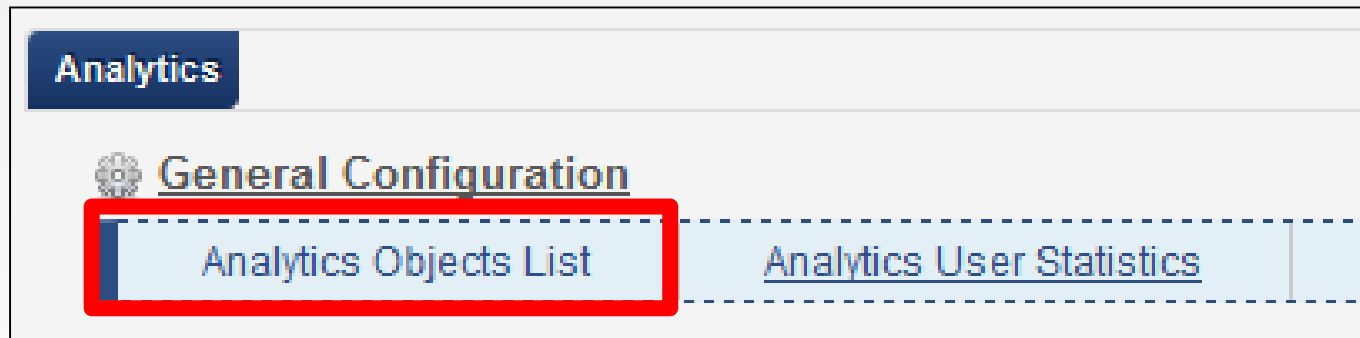 Analytics
General Configuration
Analytics Objects List Analytics User Statistics